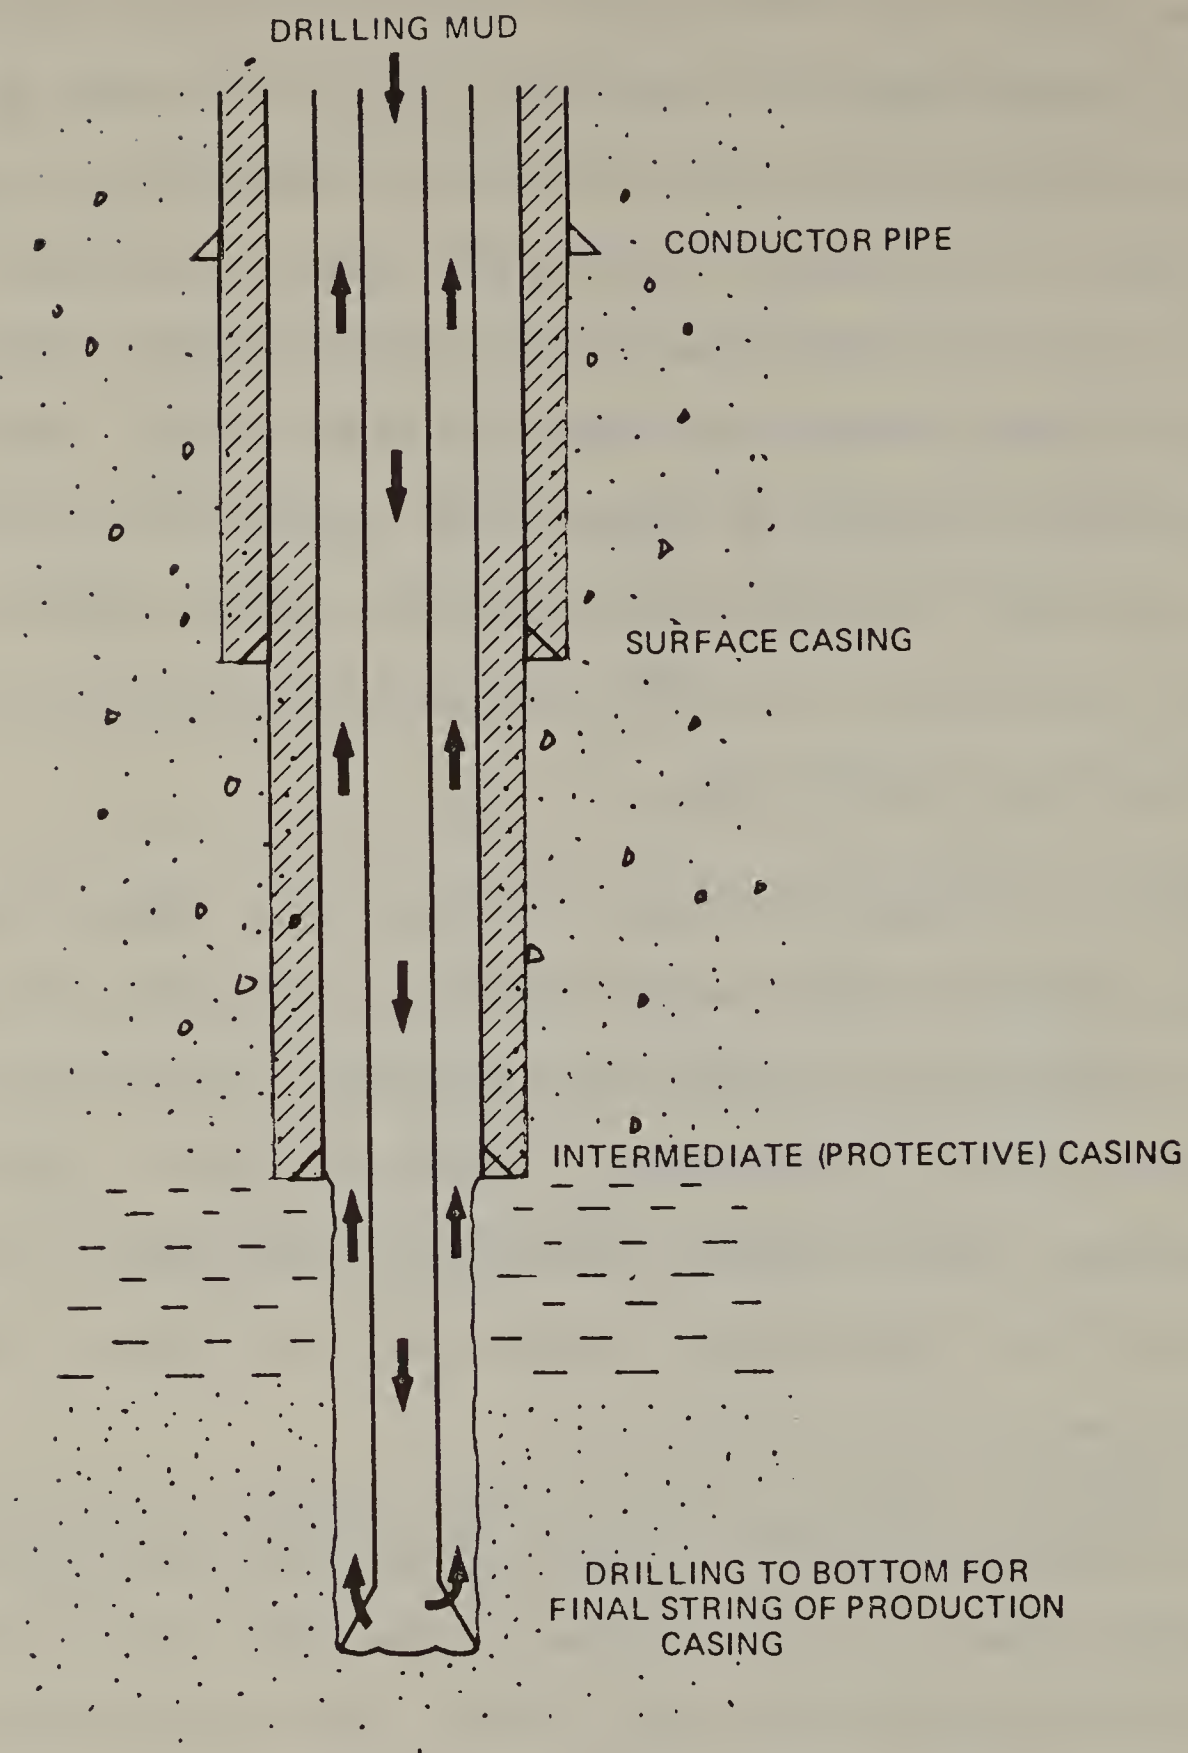 DRILLING MUD
CONDUCTOR PIPE
SURFACE CASING
INTERMEDIATE (PROTECTIVE) CASING
DRILLING TO BOTTOM FOR
FINAL STRING OF PRODUCTION
CASING